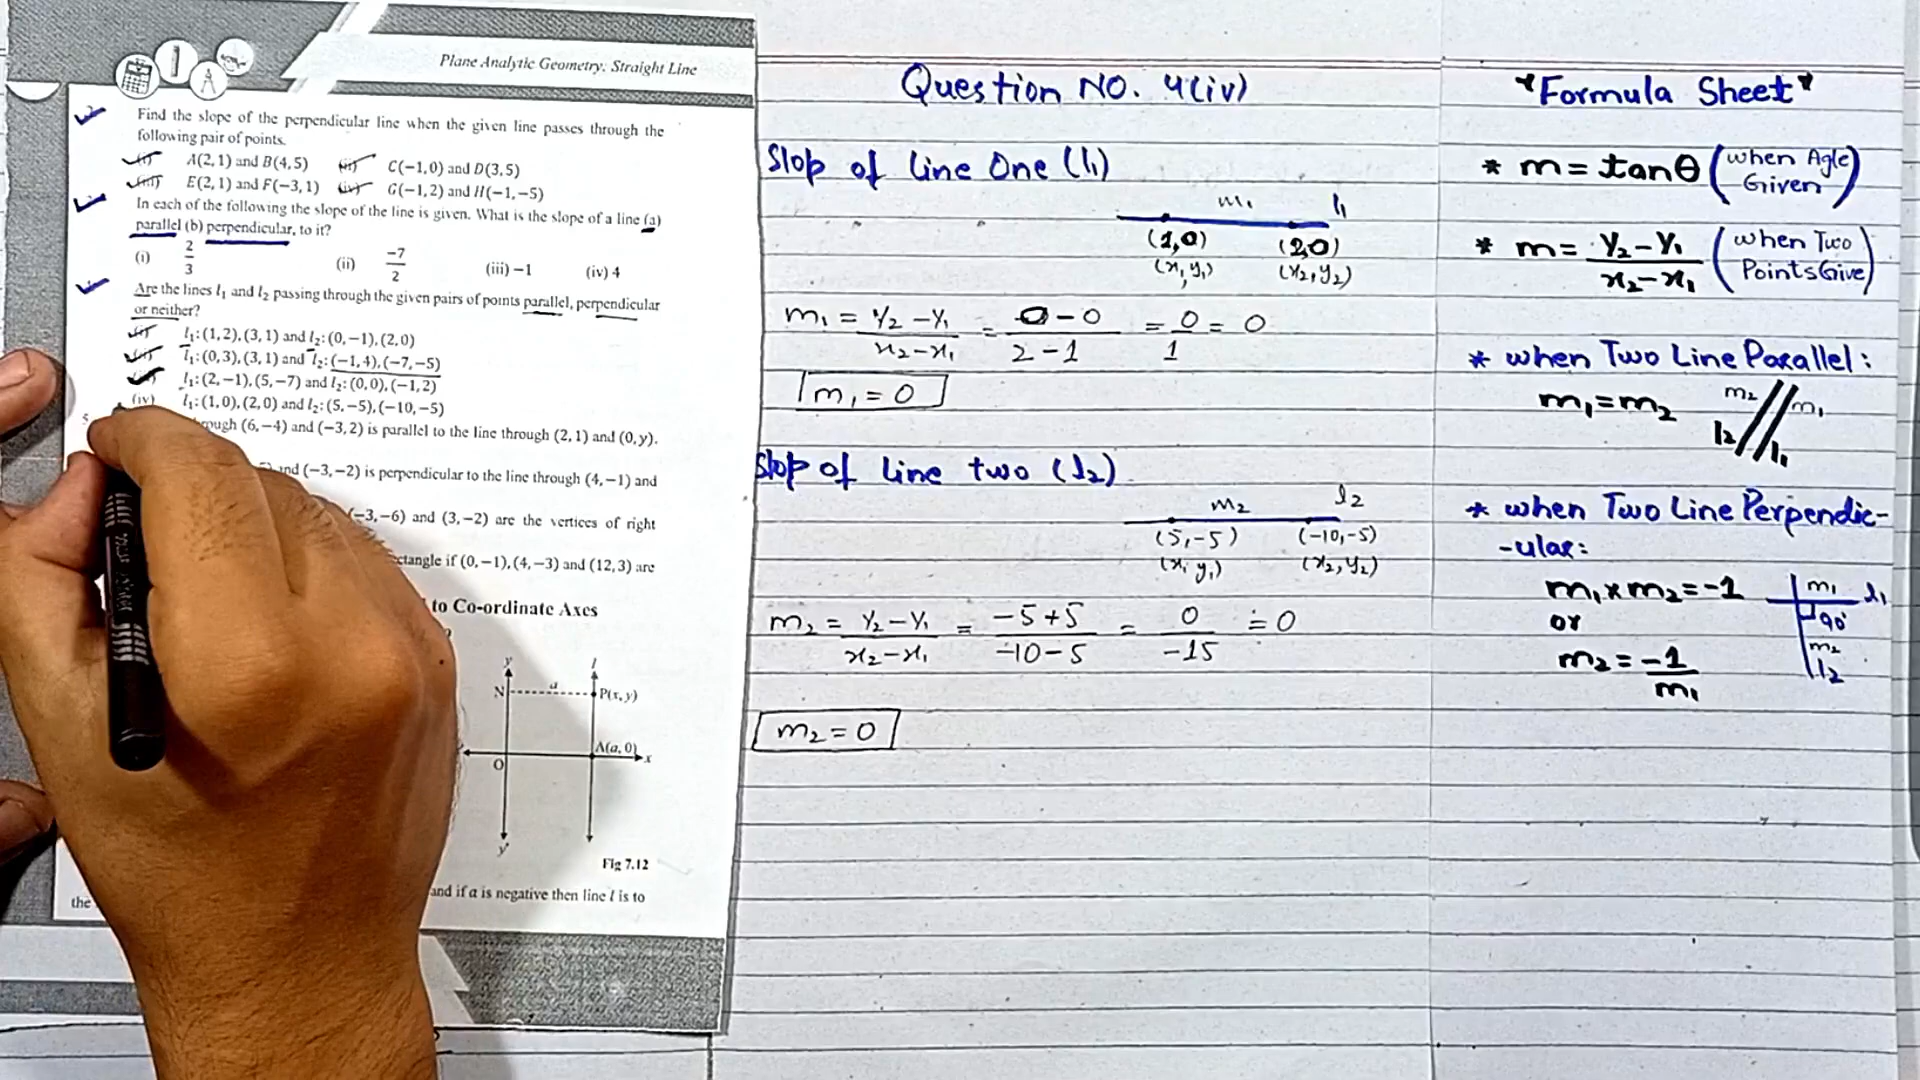 Plane Analytic Geometry: Straight Line
Find the slope of the perpendicular line when the given line passes through the
following pair of points.
(i) A(2, 1) and B(4, 5) (ii) C(−1, 0) and D(3, 5)
(iii) E(2, 1) and F(−3, 1) (iv) G(−1, 2) and H(−1, −5)
In each of the following the slope of the line is given. What is the slope of a line (a)
parallel (b) perpendicular, to it?
(i) 2/3 (ii) −7/2 (iii) −1 (iv) 4
Are the lines l₁ and l₂ passing through the given pairs of points parallel, perpendicular
or neither?
(i) l₁: (1, 2), (3, 1) and l₂: (0, −1), (2, 0)
(ii) l₁: (0, 3), (3, 1) and l₂: (−1, 4), (−7, −5)
l₁: (2, −1), (5, −7) and l₂: (0, 0), (−1, 2)
(iv) l₁: (1, 0), (2, 0) and l₂: (5, −5), (−10, −5)
5
(6, −4) and (−3, 2) is parallel to the line through (2, 1) and (0, y).
and (−3, −2) is perpendicular to the line through (4, −1) and
(−3, −6) and (3, −2) are the vertices of right
if (0, −1), (4, −3) and (12, 3) are
to Co-ordinate Axes
y l
N a P(x, y)
A(a, 0) x
O
y'
Fig 7.12
and if a is negative then line l is to
the
Question NO. 4(iv)
Slop of line One (l₁)
m₁ l₁
(1,0) (2,0)
(x₁,y₁) (x₂,y₂)
m₁ = y₂ − y₁ / x₂ − x₁ = 0 − 0 / 2 − 1 = 0/1 = 0
m₁ = 0
Slop of line two (l₂)
m₂ l₂
(5,-5) (-10,-5)
(x₁ y₁) (x₂,y₂)
m₂ = y₂ − y₁ / x₂ − x₁ = −5 + 5 / −10 − 5 = 0 / −15 = 0
m₂ = 0
*Formula Sheet*
* m = tanθ (when Agle Given)
* m = y₂ − y₁ / x₂ − x₁ (when Two Points Give)
* when Two Line Parallel:
m₁ = m₂ m₂ m₁
l₂ l₁
* when Two Line Perpendic-
-ular:
m₁ x m₂ = -1 m₁ l₁
or 90°
m₂ = -1/m₁ m₂
l₂